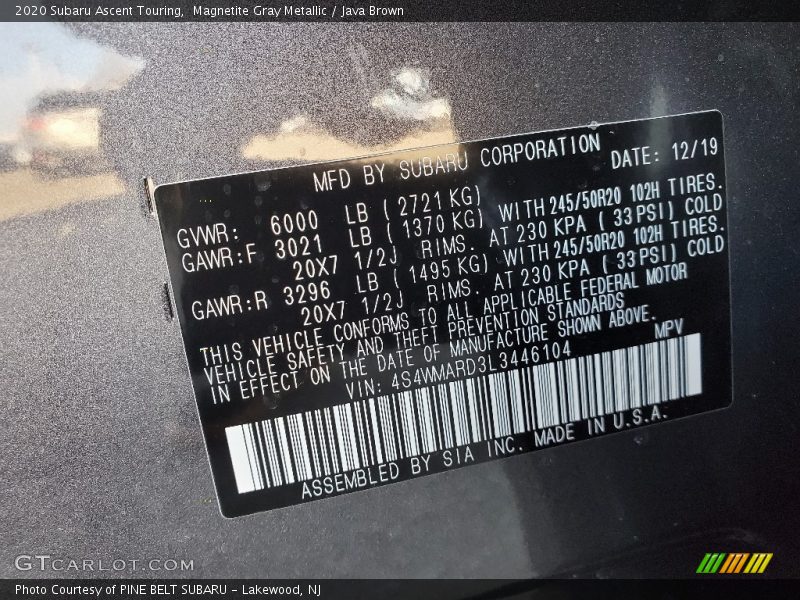 2020 Subaru Ascent Touring,  Magnetite Gray Metallic / Java Brown
MFD BY SUBARU CORPORATION
DATE: 12/19
GVWR: 6000 LB ( 2721 KG)
GAWR:F 3021 LB ( 1370 KG) WITH 245/50R20 102H TIRES.
20X7 1/2J RIMS. AT 230 KPA ( 33 PSI) COLD
GAWR:R 3296 LB ( 1495 KG) WITH 245/50R20 102H TIRES.
20X7 1/2J RIMS. AT 230 KPA ( 33 PSI) COLD
THIS VEHICLE CONFORMS TO ALL APPLICABLE FEDERAL MOTOR
VEHICLE SAFETY AND THEFT PREVENTION STANDARDS
IN EFFECT ON THE DATE OF MANUFACTURE SHOWN ABOVE.
VIN: 4S4WMARD3L3446104 MPV
ASSEMBLED BY SIA INC. MADE IN U.S.A.
GTCARLOT.COM
Photo Courtesy of PINE BELT SUBARU - Lakewood, NJ